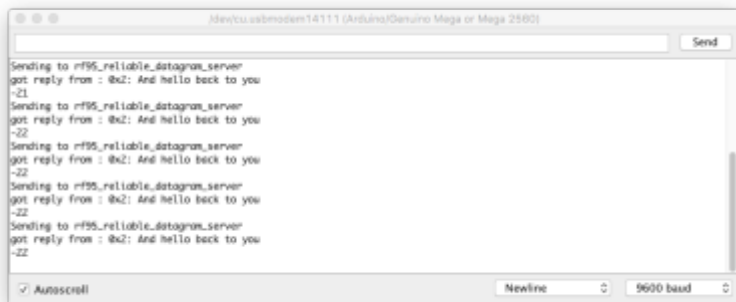 /dev/cu.usbmodem14111 (Arduino/Genuino Mega or Mega 2560)
Send
Sending to rf95_reliable_datagram_server
got reply from : 0x2: And hello back to you
-21
Sending to rf95_reliable_datagram_server
got reply from : 0x2: And hello back to you
-22
Sending to rf95_reliable_datagram_server
got reply from : 0x2: And hello back to you
-22
Sending to rf95_reliable_datagram_server
got reply from : 0x2: And hello back to you
-22
Sending to rf95_reliable_datagram_server
got reply from : 0x2: And hello back to you
-22
Autoscroll
Newline
9600 baud